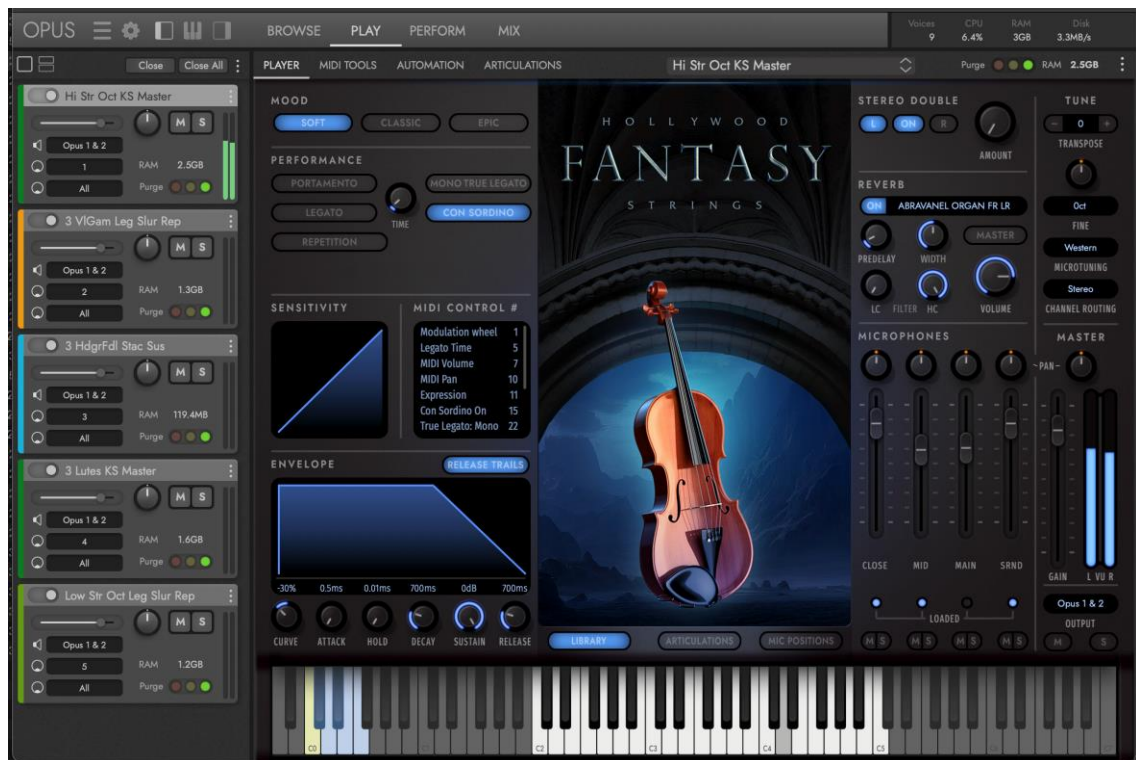 OPUS BROWSE PLAY PERFORM MIX
Voices CPU RAM Disk
9 6.4% 3GB 3.3MB/s
Close Close All
PLAYER MIDI TOOLS AUTOMATION ARTICULATIONS Hi Str Oct KS Master Purge RAM 2.5GB
Hi Str Oct KS Master
M S
Opus 1 & 2
1 RAM 2.5GB
All Purge
3 VlGam Leg Slur Rep
M S
Opus 1 & 2
2 RAM 1.3GB
All Purge
3 HdgrFdl Stac Sus
M S
Opus 1 & 2
3 RAM 119.4MB
All Purge
3 Lutes KS Master
M S
Opus 1 & 2
4 RAM 1.6GB
All Purge
Low Str Oct Leg Slur Rep
M S
Opus 1 & 2
5 RAM 1.2GB
All Purge
MOOD
SOFT CLASSIC EPIC
PERFORMANCE
PORTAMENTO MONO TRUE LEGATO
LEGATO TIME CON SORDINO
REPETITION
SENSITIVITY
MIDI CONTROL #
Modulation wheel 1
Legato Time 5
MIDI Volume 7
MIDI Pan 10
Expression 11
Con Sordino On 15
True Legato: Mono 22
ENVELOPE RELEASE TRAILS
-30% 0.5ms 0.01ms 700ms 0dB 700ms
CURVE ATTACK HOLD DECAY SUSTAIN RELEASE
HOLLYWOOD
FANTASY
STRINGS
LIBRARY ARTICULATIONS MIC POSITIONS
STEREO DOUBLE
L ON R
AMOUNT
REVERB
ON ABRAVANEL ORGAN FR LR
MASTER
PREDELAY WIDTH
LC FILTER HC VOLUME
MICROPHONES
CLOSE MID MAIN SRND
LOADED
M S M S M S M S
TUNE
- 0 +
TRANSPOSE
0ct
FINE
Western
MICROTUNING
Stereo
CHANNEL ROUTING
MASTER
-PAN-
GAIN L VU R
Opus 1 & 2
OUTPUT
M S
C0 C1 C2 C3 C4 C5